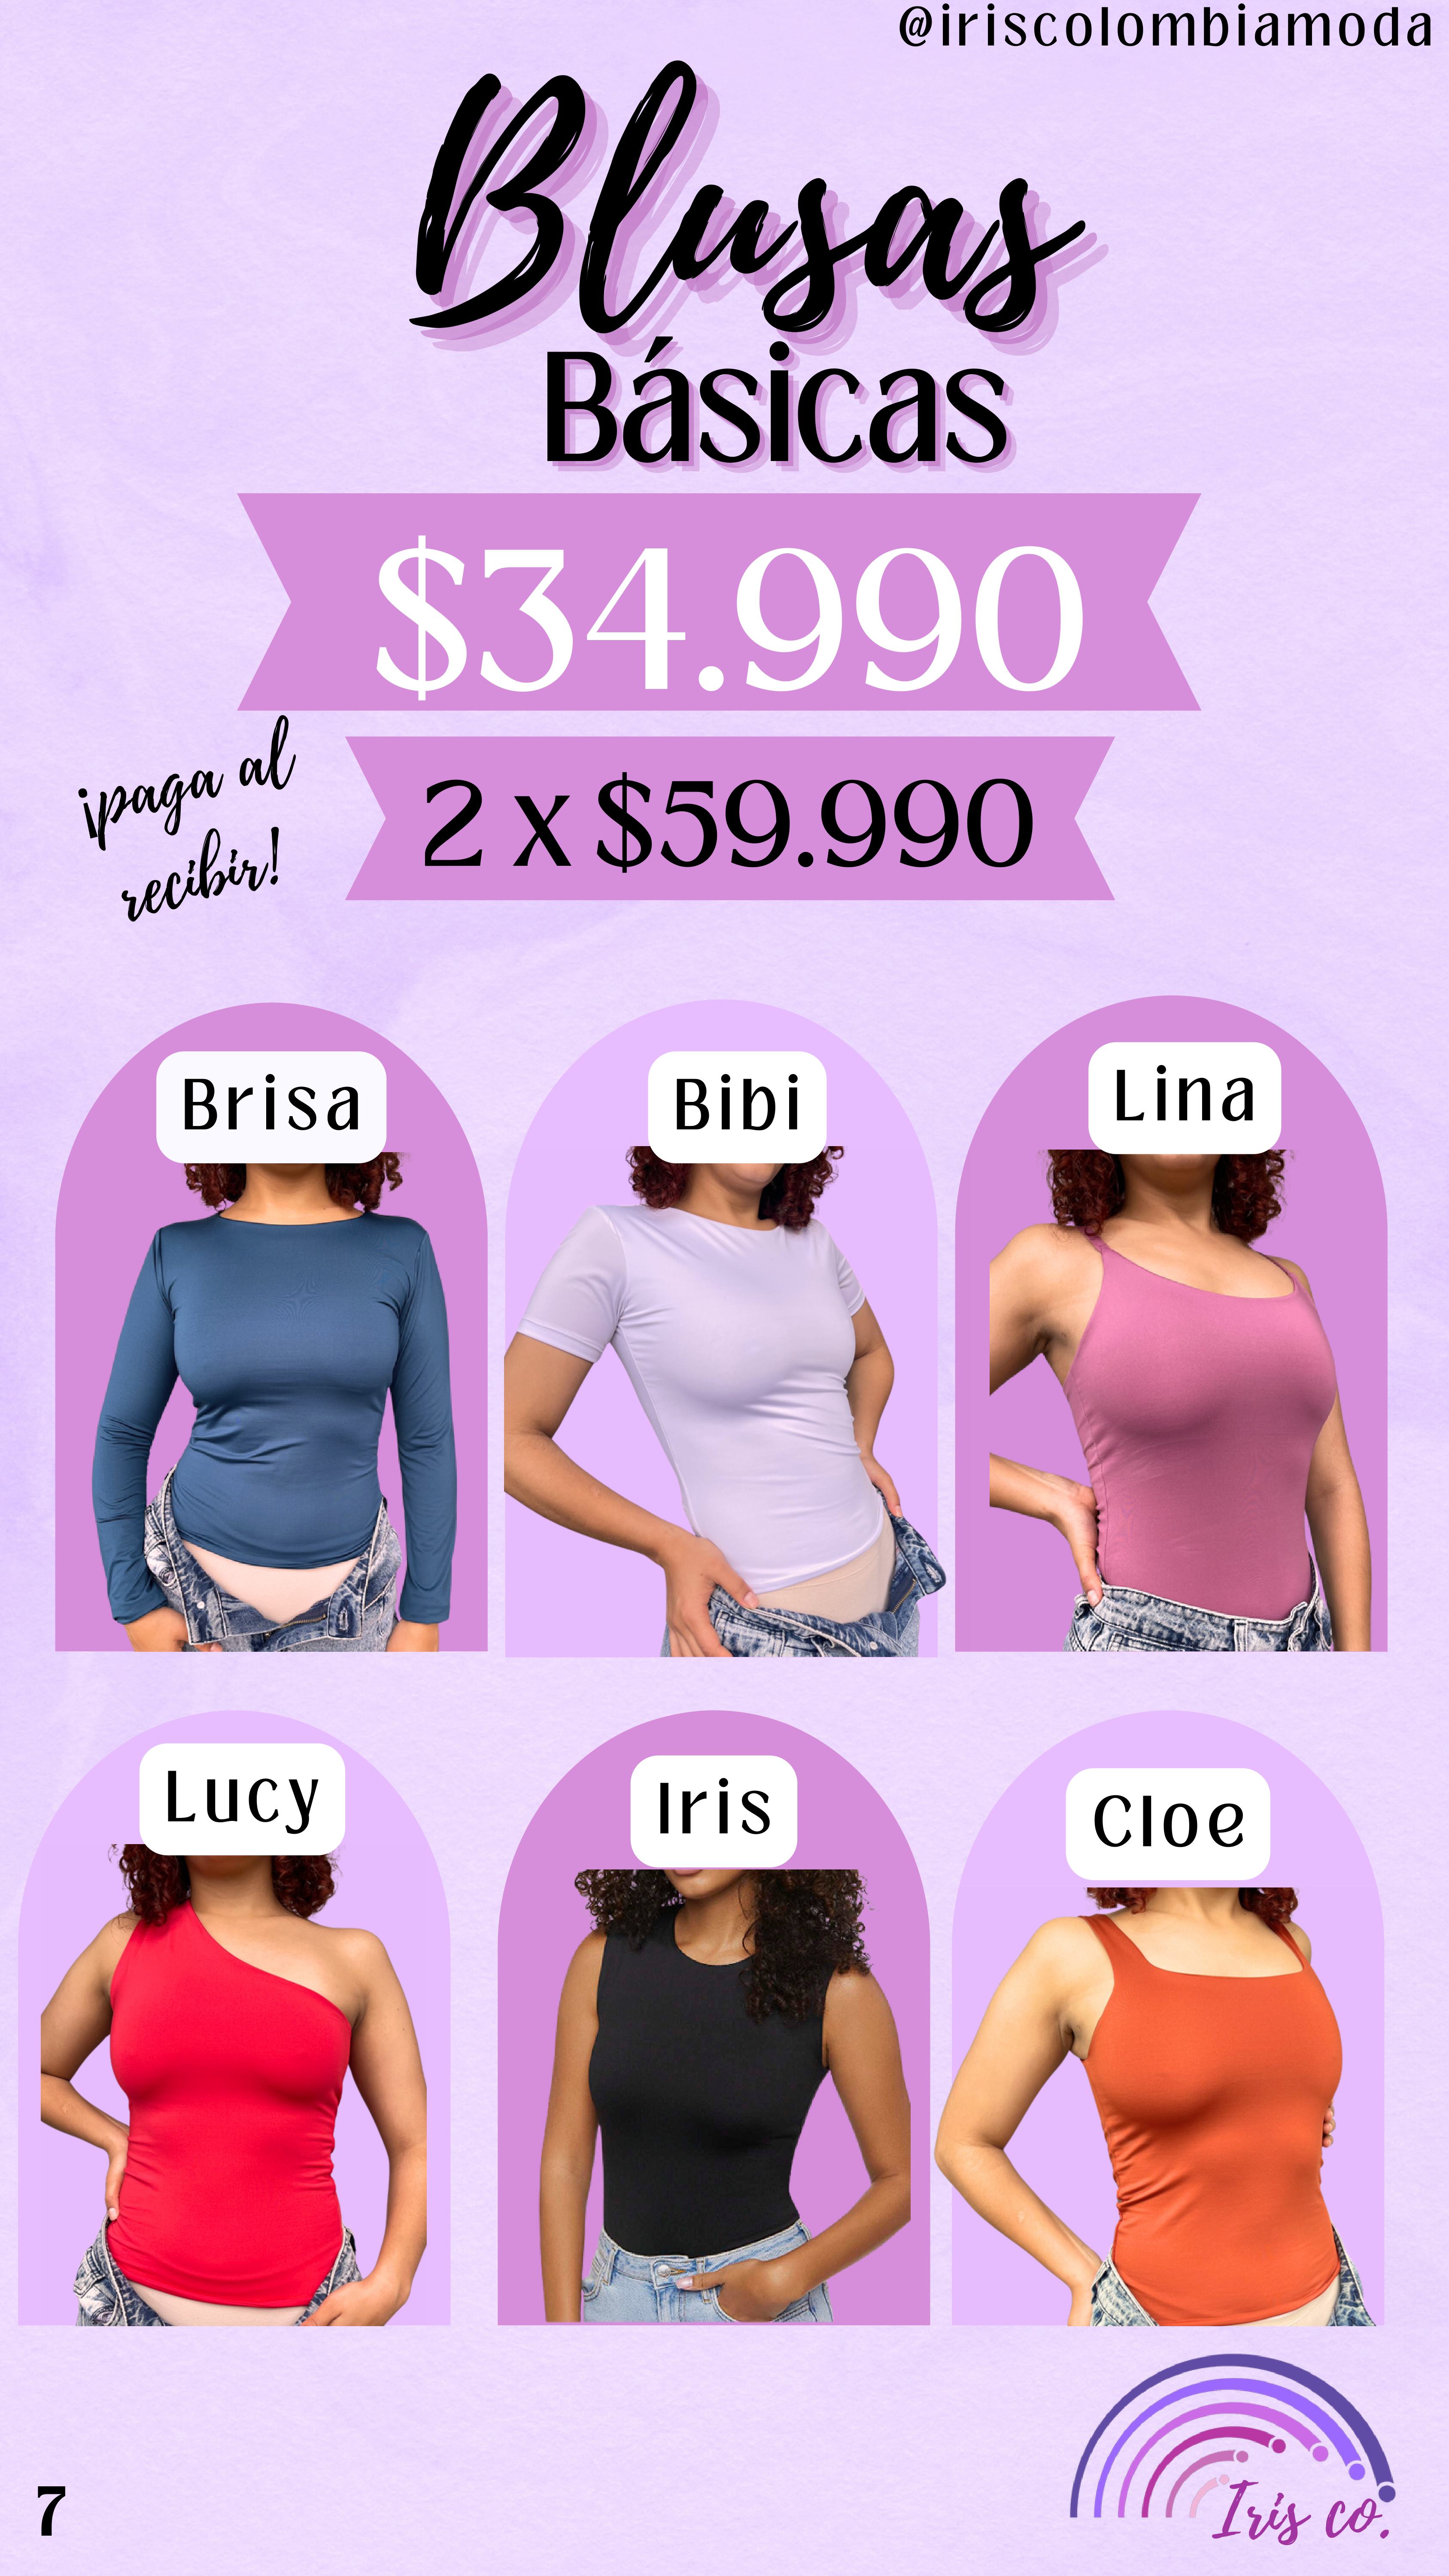 @iriscolombiamoda
Blusas
Básicas
$34.990
¡paga al
recibir!
2 x $59.990
Brisa
Bibi
Lina
Lucy
Iris
Cloe
Iris co.
7